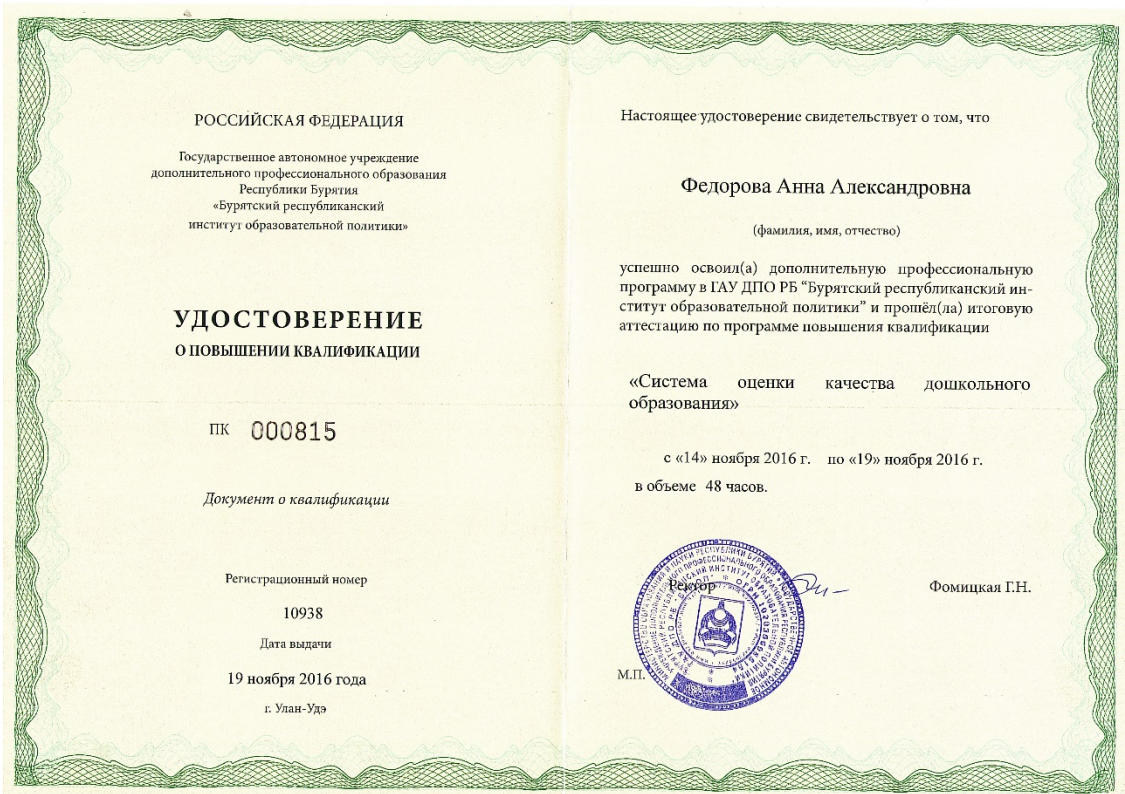 РОССИЙСКАЯ ФЕДЕРАЦИЯ
Государственное автономное учреждение
дополнительного профессионального образования
Республики Бурятия
«Бурятский республиканский
институт образовательной политики»
УДОСТОВЕРЕНИЕ
О ПОВЫШЕНИИ КВАЛИФИКАЦИИ
ПК 000815
Документ о квалификации
Регистрационный номер
10938
Дата выдачи
19 ноября 2016 года
г. Улан-Удэ
Настоящее удостоверение свидетельствует о том, что
Федорова Анна Александровна
(фамилия, имя, отчество)
успешно освоил(а) дополнительную профессиональную
программу в ГАУ ДПО РБ “Бурятский республиканский ин-
ститут образовательной политики” и прошёл(ла) итоговую
аттестацию по программе повышения квалификации
«Система оценки качества дошкольного
образования»
с «14» ноября 2016 г. по «19» ноября 2016 г.
в объеме 48 часов.
Ректор
Фомицкая Г.Н.
М.П.